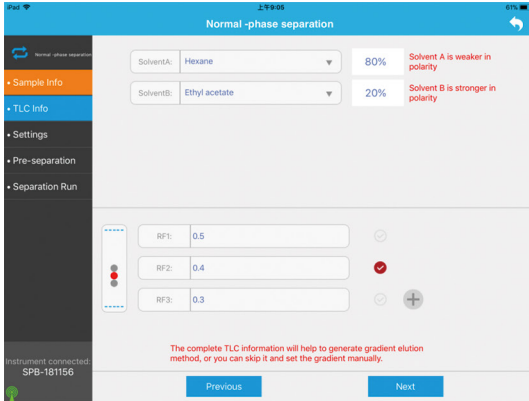 iPad 上午9:05 61%
Normal -phase separation
Normal -phase separation
• Sample Info
• TLC Info
• Settings
• Pre-separation
• Separation Run
SolventA: Hexane 80% Solvent A is weaker in
polarity
SolventB: Ethyl acetate 20% Solvent B is stronger in
polarity
RF1: 0.5
RF2: 0.4
RF3: 0.3
The complete TLC information will help to generate gradient elution
method, or you can skip it and set the gradient manually.
Instrument connected:
SPB-181156
Previous Next